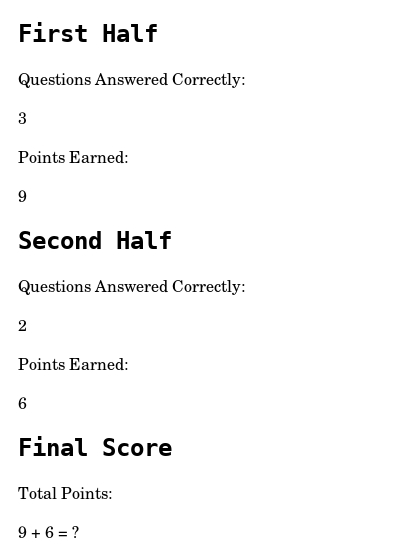 First Half
Questions Answered Correctly:
3
Points Earned:
9
Second Half
Questions Answered Correctly:
2
Points Earned:
6
Final Score
Total Points:
9 + 6 = ?